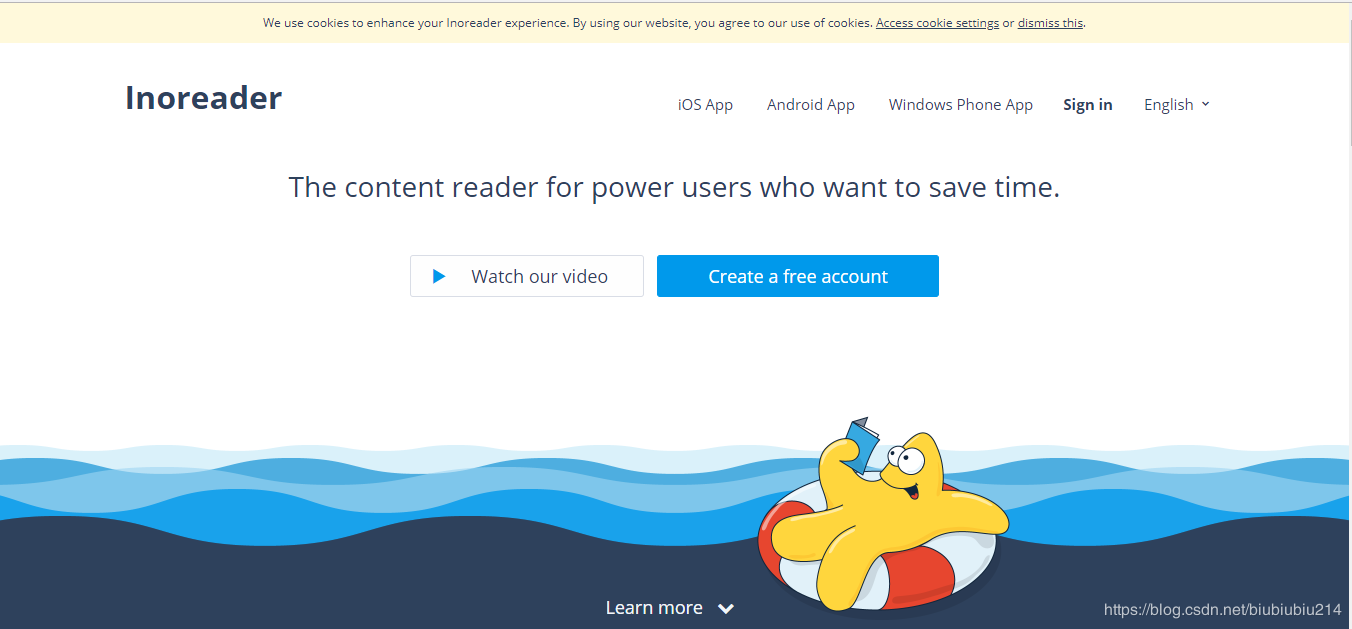 We use cookies to enhance your Inoreader experience. By using our website, you agree to our use of cookies. Access cookie settings or dismiss this.
Inoreader
iOS App Android App Windows Phone App Sign in English
The content reader for power users who want to save time.
Watch our video Create a free account
Learn more
https://blog.csdn.net/biubiubiu214